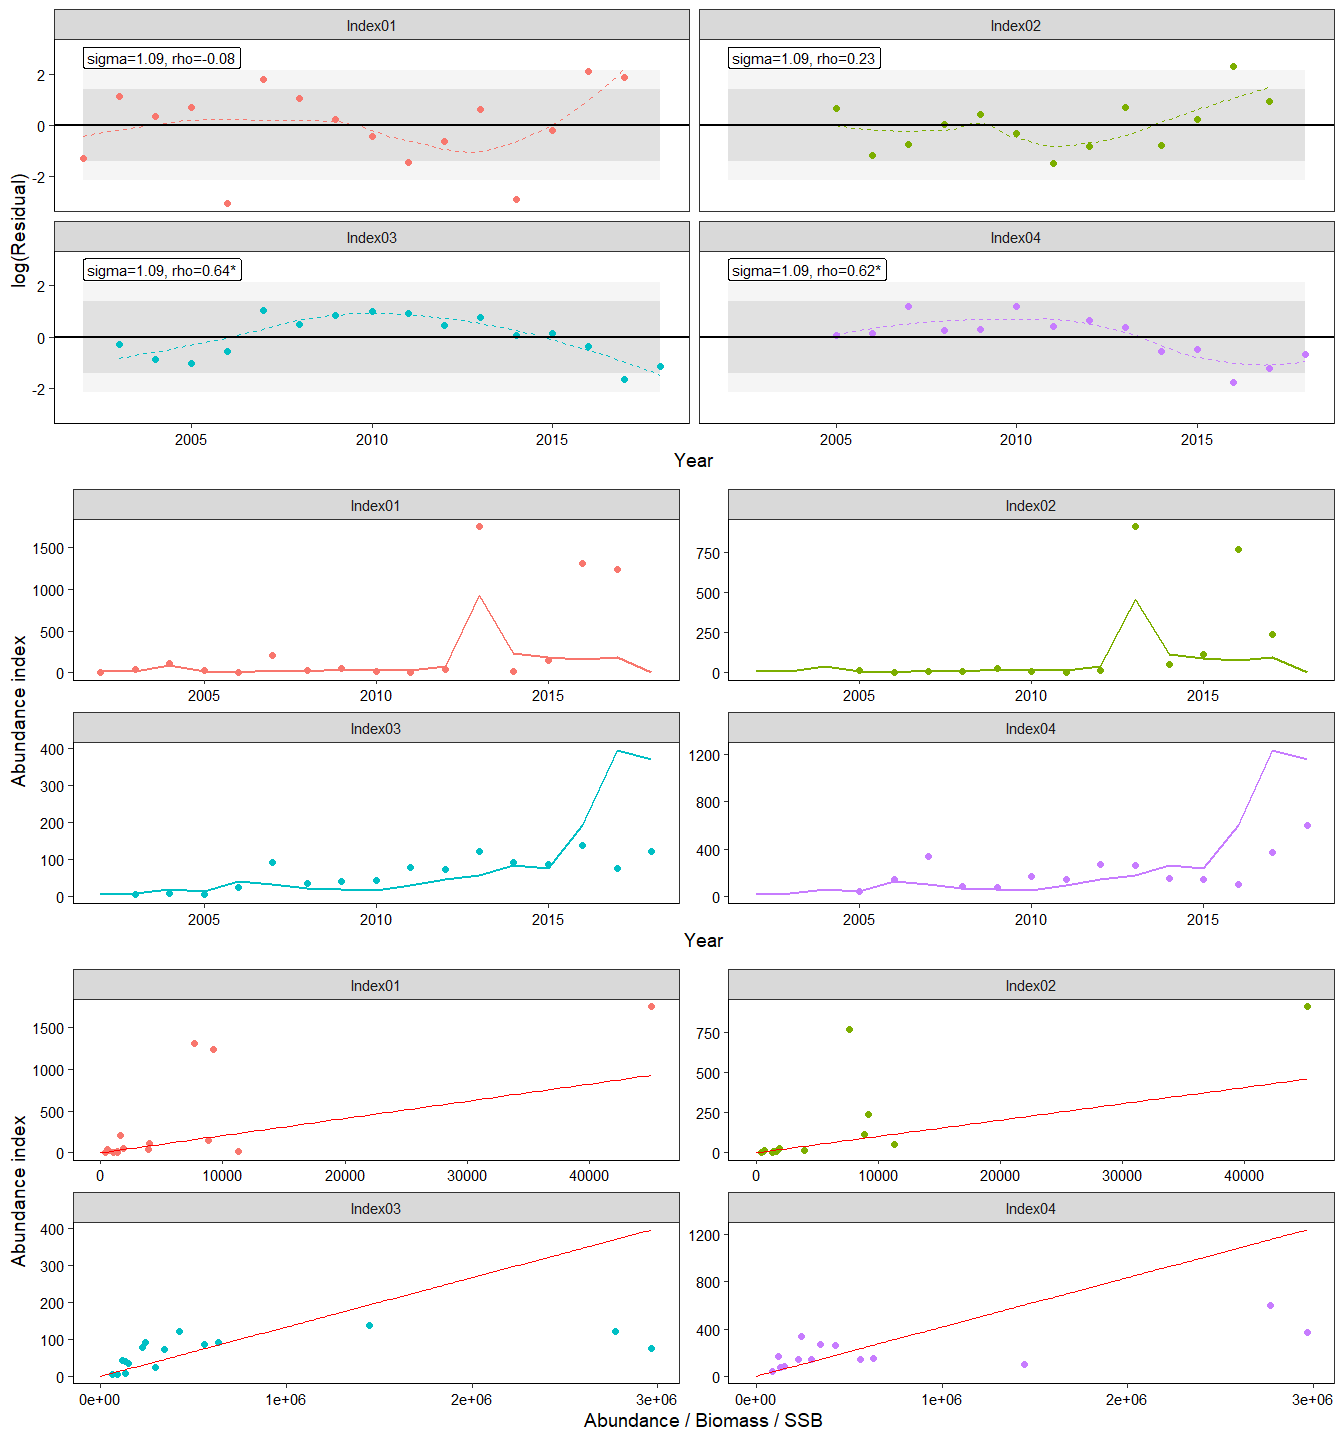 Index01
Index02
sigma=1.09, rho=-0.08
sigma=1.09, rho=0.23
2
0
-2
Index03
Index04
sigma=1.09, rho=0.64*
sigma=1.09, rho=0.62*
2
0
-2
log(Residual)
2005
2010
2015
2005
2010
2015
Year
Index01
Index02
1500
1000
500
0
750
500
250
0
2005
2010
2015
2005
2010
2015
Abundance index
Index03
Index04
400
300
200
100
0
1200
800
400
0
2005
2010
2015
2005
2010
2015
Year
Index01
Index02
1500
1000
500
0
750
500
250
0
0
10000
20000
30000
40000
0
10000
20000
30000
40000
Abundance index
Index03
Index04
400
300
200
100
0
1200
800
400
0
0e+00
1e+06
2e+06
3e+06
0e+00
1e+06
2e+06
3e+06
Abundance / Biomass / SSB